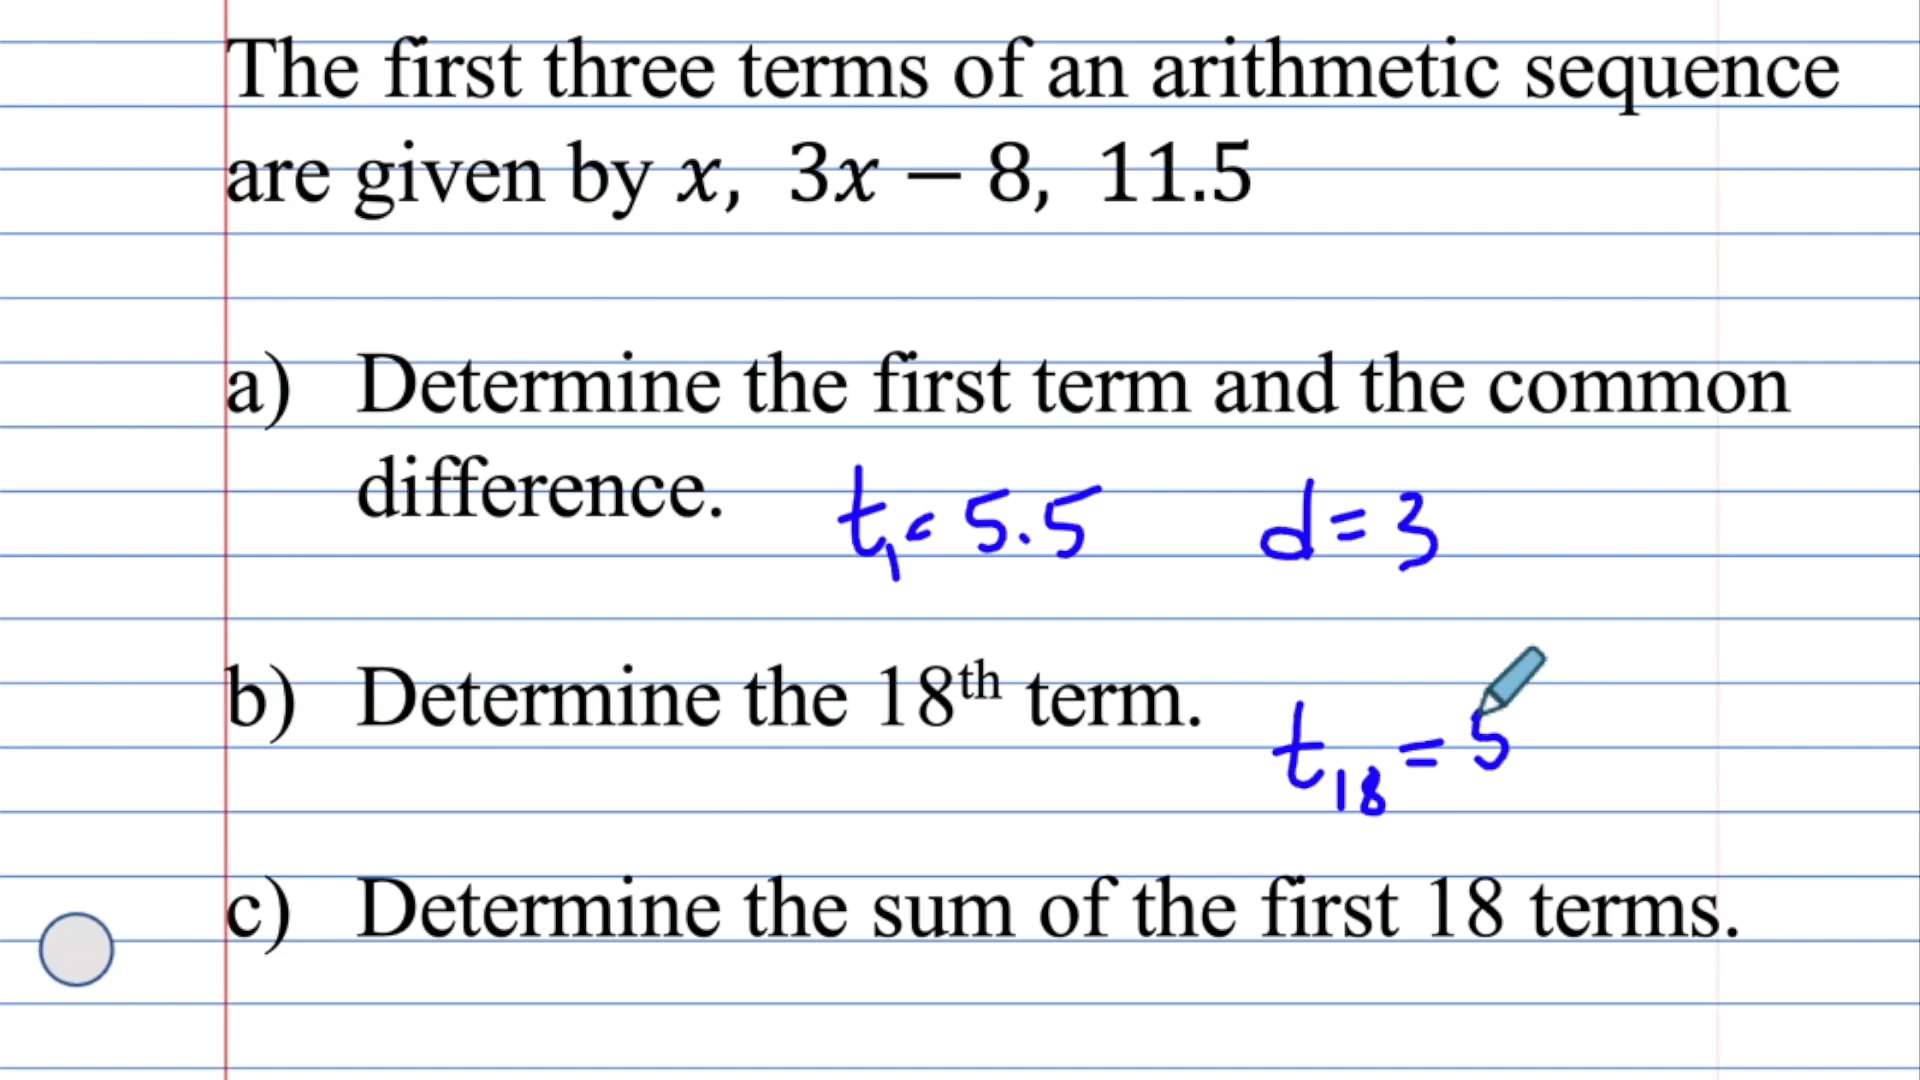 The first three terms of an arithmetic sequence
are given by x, 3x − 8, 11.5
a) Determine the first term and the common
difference. t₁ = 5.5 d = 3
b) Determine the 18ᵗʰ term. t₁₈ = 5
c) Determine the sum of the first 18 terms.